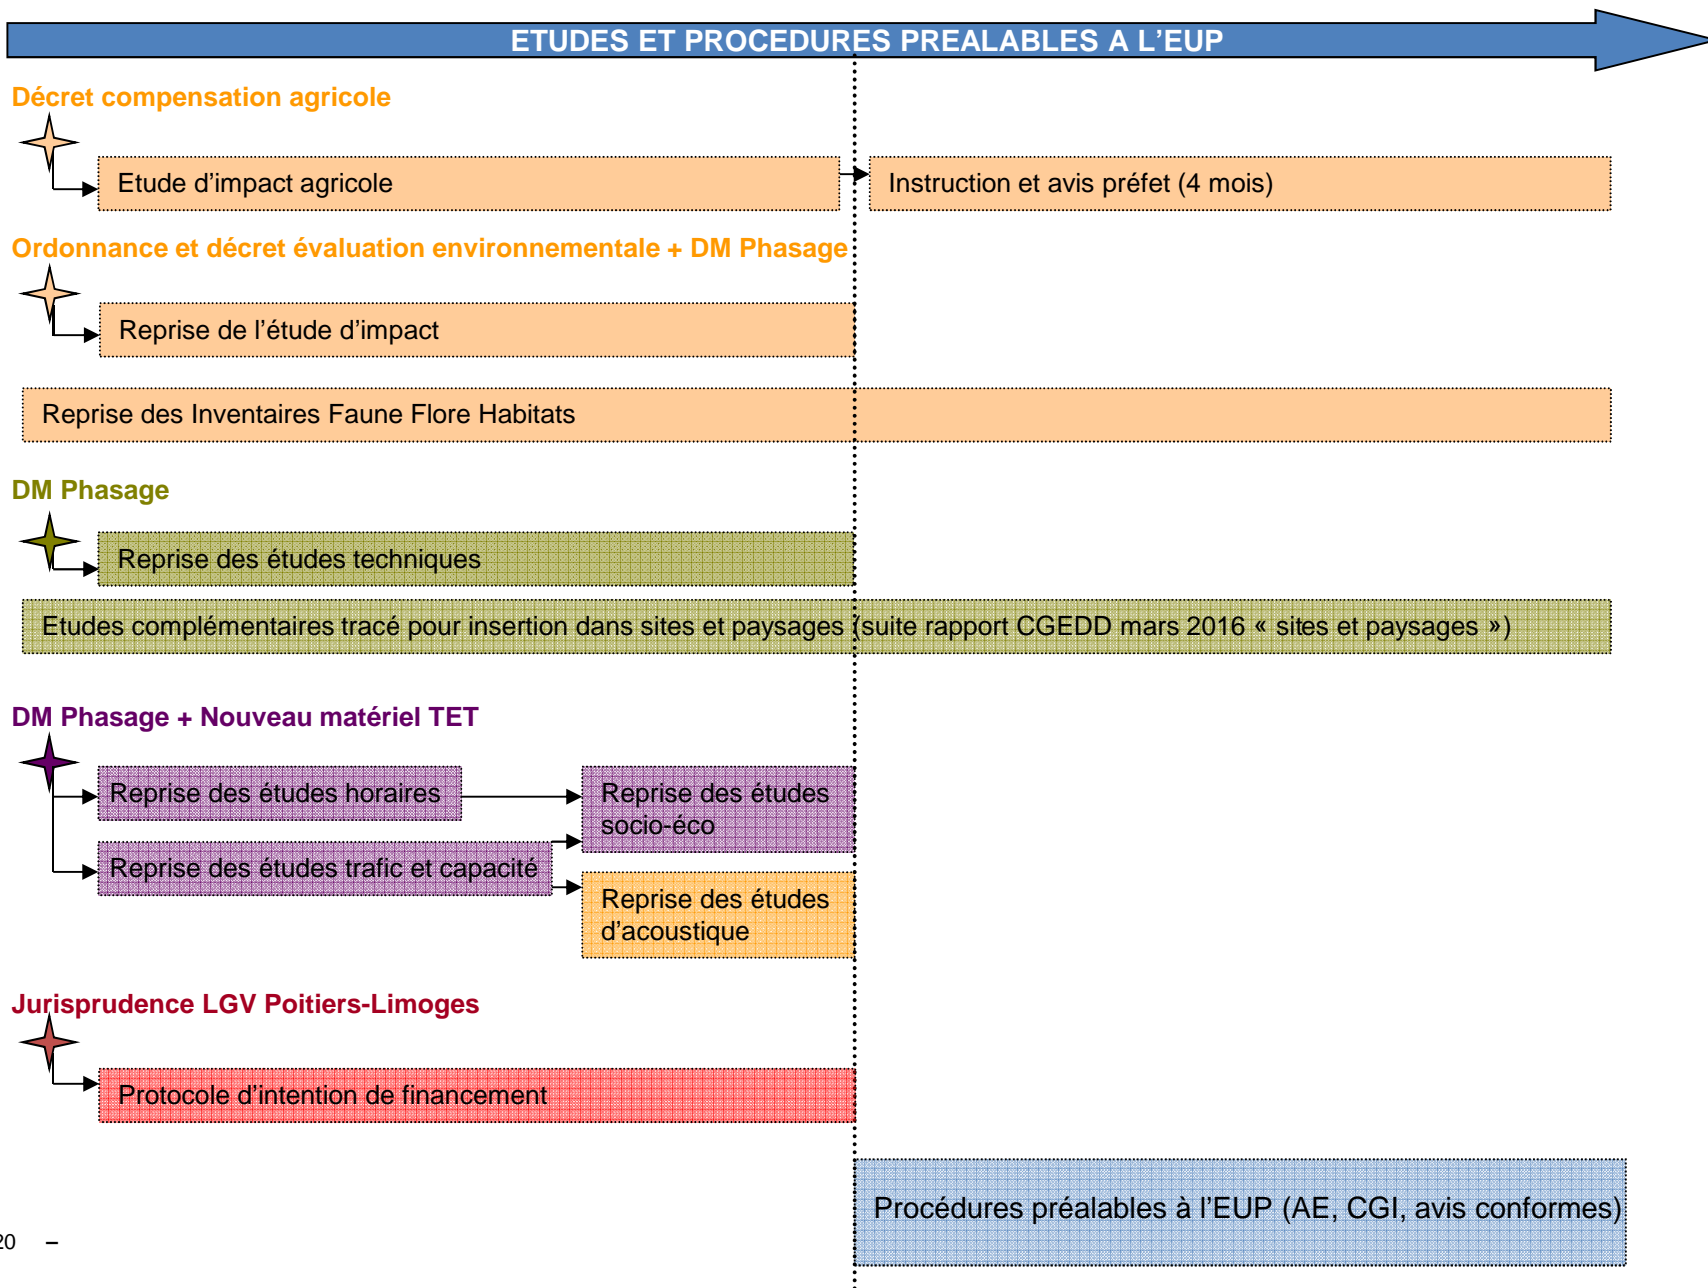 ETUDES ET PROCEDURES PREALABLES A L'EUP
Décret compensation agricole
Etude d'impact agricole
Instruction et avis préfet (4 mois)
Ordonnance et décret évaluation environnementale + DM Phasage
Reprise de l'étude d'impact
Reprise des Inventaires Faune Flore Habitats
DM Phasage
Reprise des études techniques
Etudes complémentaires tracé pour insertion dans sites et paysages (suite rapport CGEDD mars 2016 « sites et paysages »)
DM Phasage + Nouveau matériel TET
Reprise des études horaires
Reprise des études
socio-éco
Reprise des études trafic et capacité
Reprise des études
d'acoustique
Jurisprudence LGV Poitiers-Limoges
Protocole d'intention de financement
Procédures préalables à l'EUP (AE, CGI, avis conformes)
20 –